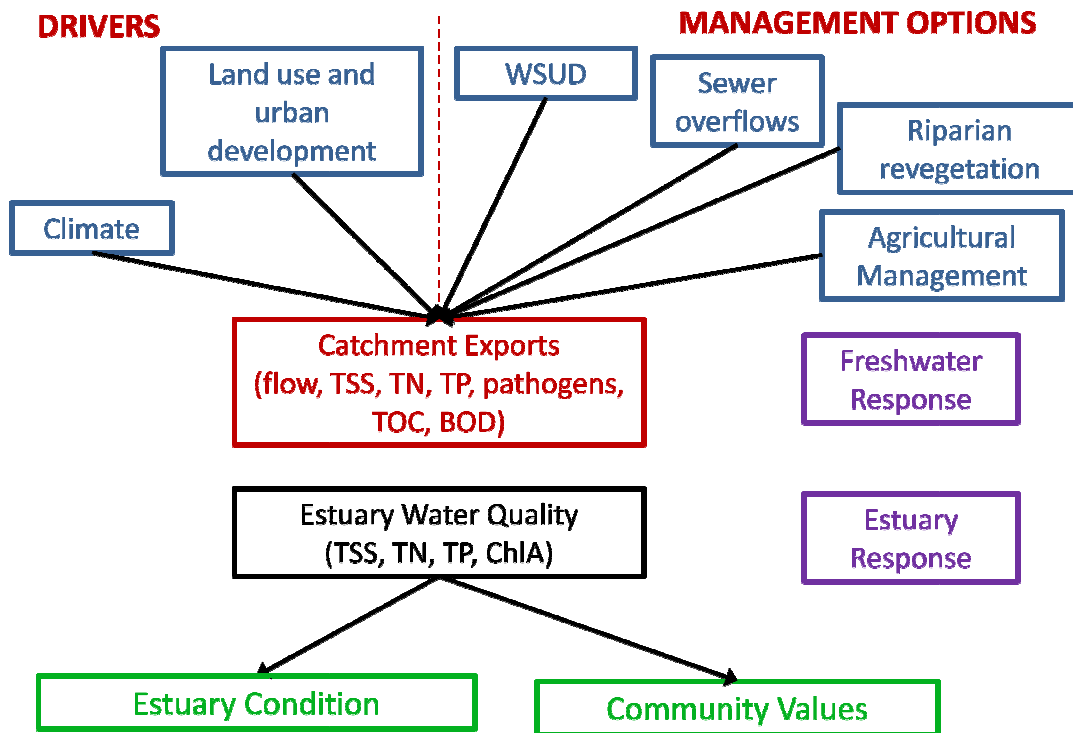 DRIVERS
MANAGEMENT OPTIONS
Land use and
urban
development
WSUD
Sewer
overflows
Riparian
revegetation
Climate
Agricultural
Management
Catchment Exports
(flow, TSS, TN, TP, pathogens,
TOC, BOD)
Freshwater
Response
Estuary Water Quality
(TSS, TN, TP, ChlA)
Estuary
Response
Estuary Condition
Community Values